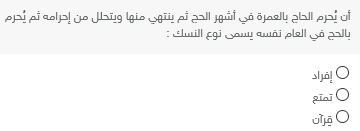 أن يُحرم الحاج بالعمرة في أشهر الحج ثم ينتهي منها ويتحلل من إحرامه ثم يُحرم
بالحج في العام نفسه يسمى نوع النسك :
إفراد
تمتع
قِرآن